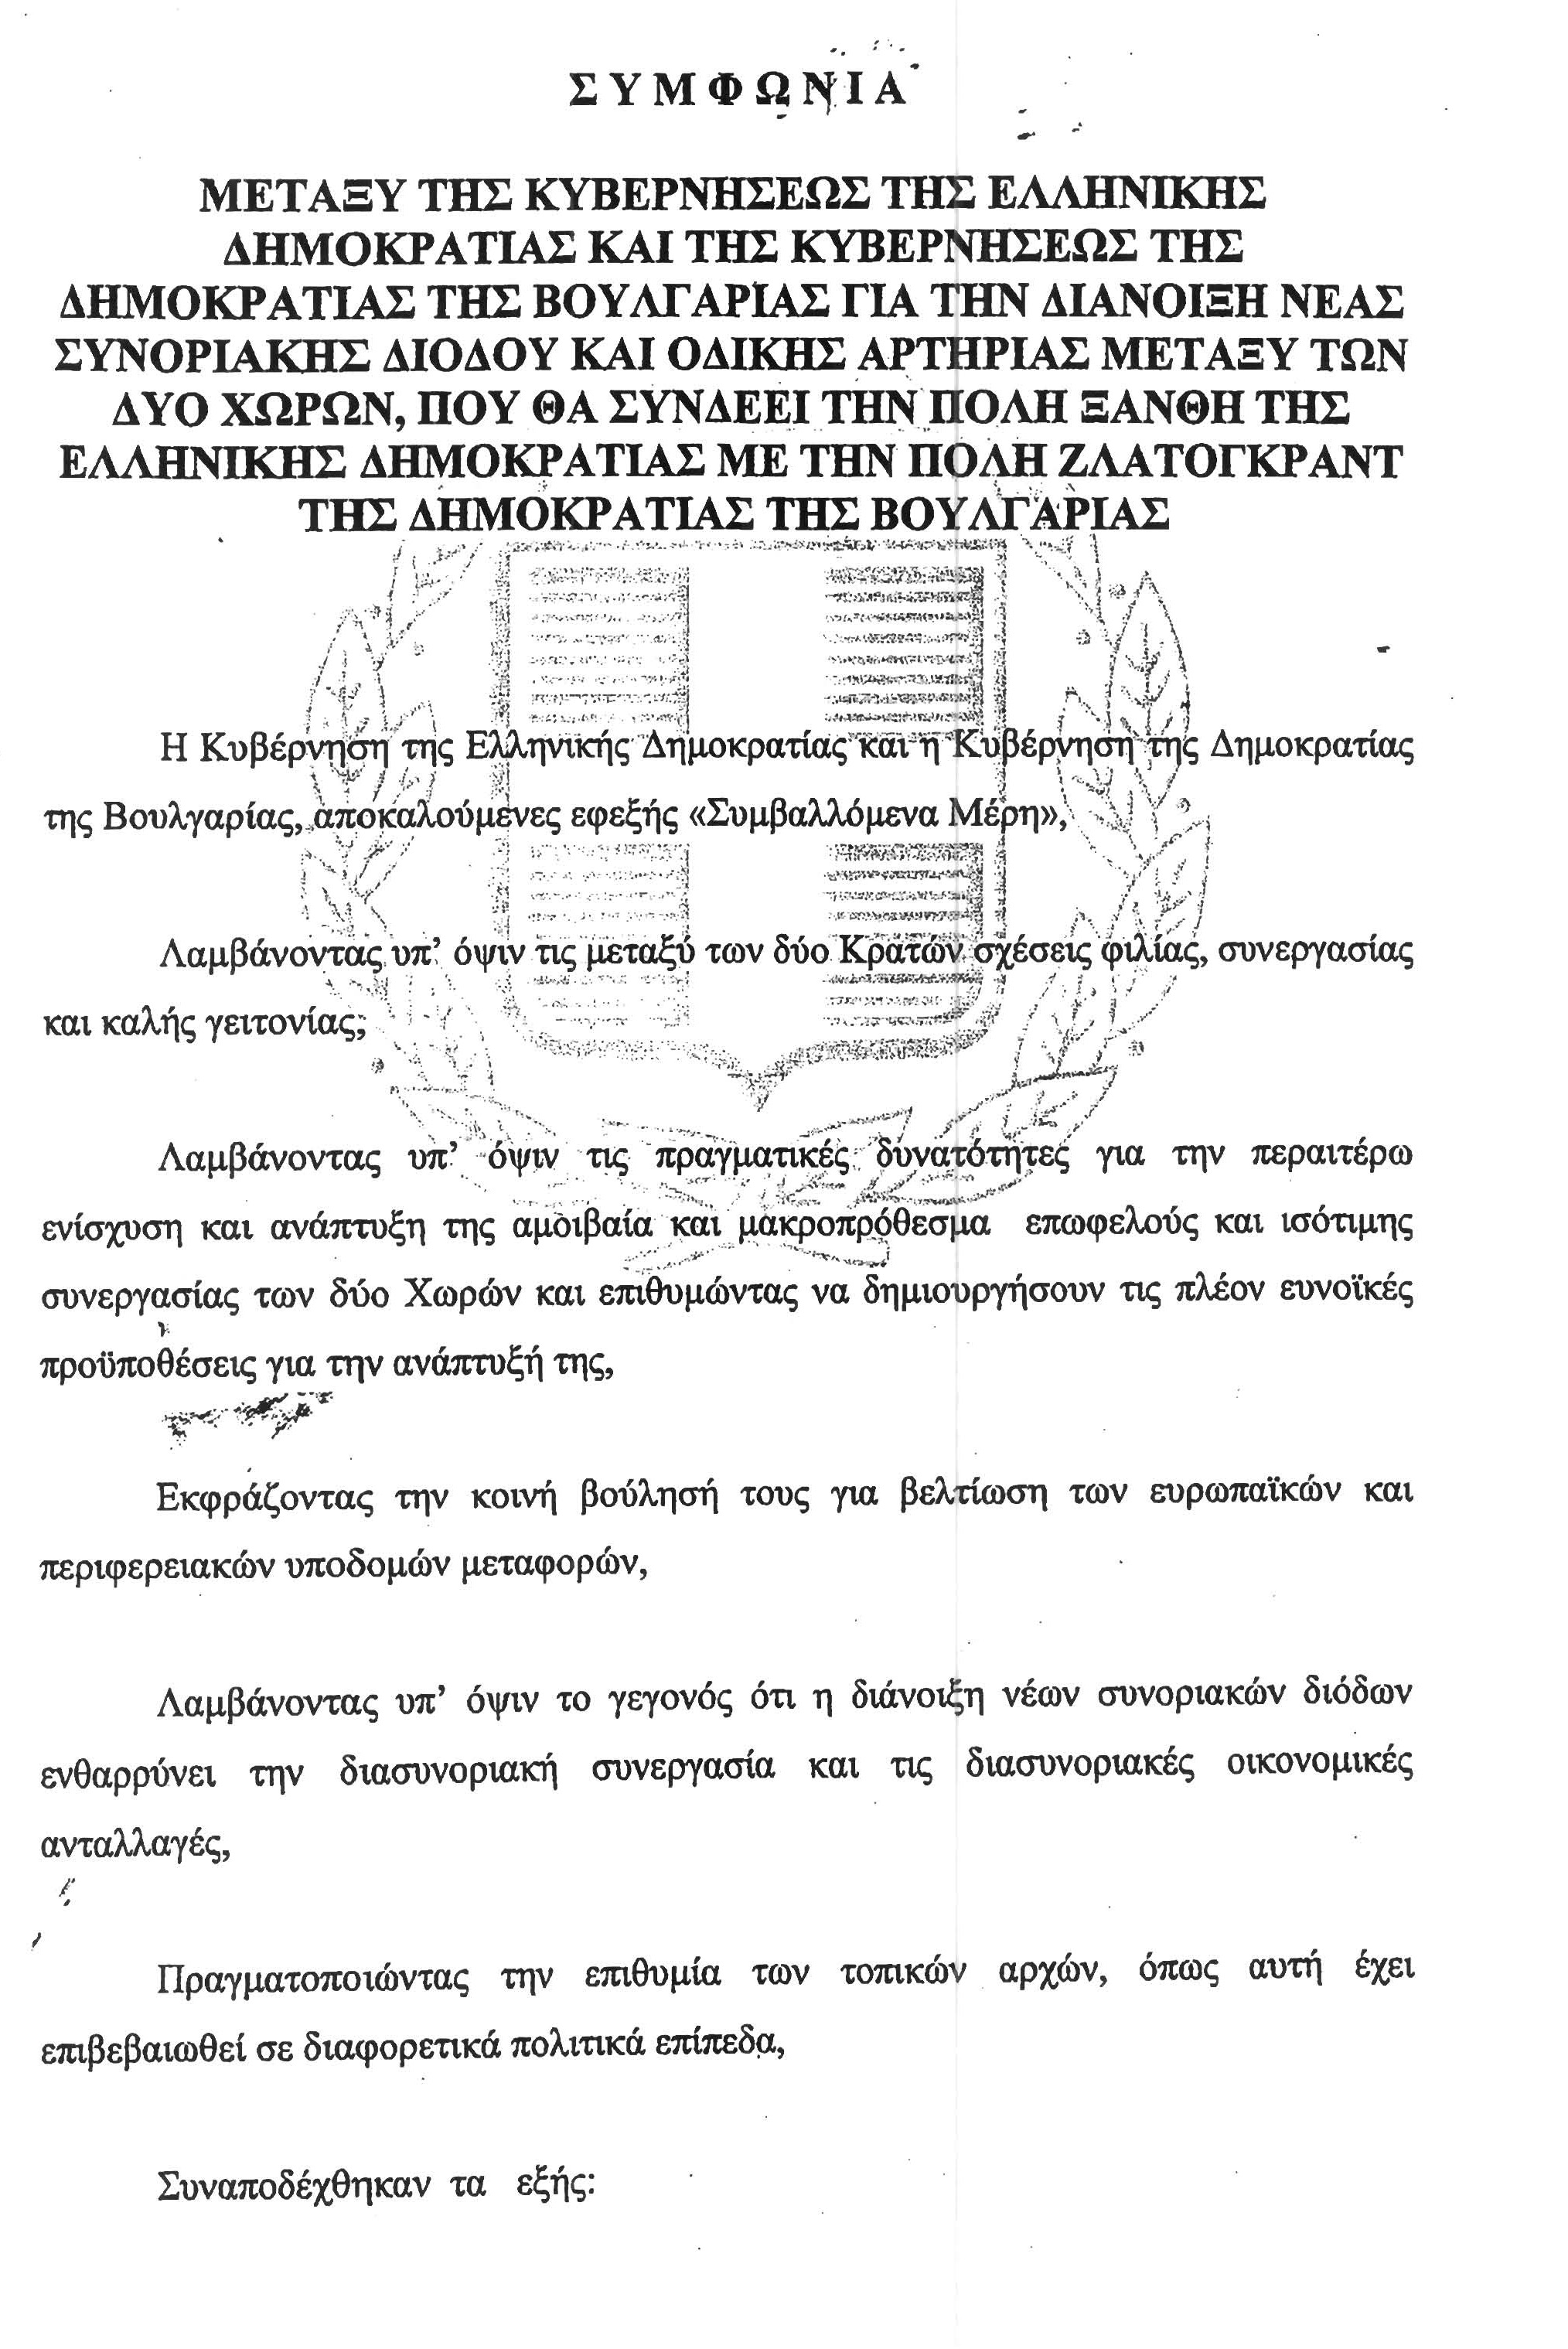 ΣΥΜΦΩΝΙΑ
ΜΕΤΑΞΥ ΤΗΣ ΚΥΒΕΡΝΗΣΕΩΣ ΤΗΣ ΕΛΛΗΝΙΚΗΣ
ΔΗΜΟΚΡΑΤΙΑΣ ΚΑΙ ΤΗΣ ΚΥΒΕΡΝΗΣΕΩΣ ΤΗΣ
ΔΗΜΟΚΡΑΤΙΑΣ ΤΗΣ ΒΟΥΛΓΑΡΙΑΣ ΓΙΑ ΤΗΝ ΔΙΑΝΟΙΞΗ ΝΕΑΣ
ΣΥΝΟΡΙΑΚΗΣ ΔΙΟΔΟΥ ΚΑΙ ΟΔΙΚΗΣ ΑΡΤΗΡΙΑΣ ΜΕΤΑΞΥ ΤΩΝ
ΔΥΟ ΧΩΡΩΝ, ΠΟΥ ΘΑ ΣΥΝΔΕΕΙ ΤΗΝ ΠΟΛΗ ΞΑΝΘΗ ΤΗΣ
ΕΛΛΗΝΙΚΗΣ ΔΗΜΟΚΡΑΤΙΑΣ ΜΕ ΤΗΝ ΠΟΛΗ ΖΛΑΤΟΓΚΡΑΝΤ
ΤΗΣ ΔΗΜΟΚΡΑΤΙΑΣ ΤΗΣ ΒΟΥΛΓΑΡΙΑΣ
Η Κυβέρνηση της Ελληνικής Δημοκρατίας και η Κυβέρνηση της Δημοκρατίας
της Βουλγαρίας, αποκαλούμενες εφεξής «Συμβαλλόμενα Μέρη»,
Λαμβάνοντας υπ’ όψιν τις μεταξύ των δύο Κρατών σχέσεις φιλίας, συνεργασίας
και καλής γειτονίας;
Λαμβάνοντας υπ’ όψιν τις πραγματικές δυνατότητες για την περαιτέρω
ενίσχυση και ανάπτυξη της αμοιβαία και μακροπρόθεσμα επωφελούς και ισότιμης
συνεργασίας των δύο Χωρών και επιθυμώντας να δημιουργήσουν τις πλέον ευνοϊκές
προϋποθέσεις για την ανάπτυξή της,
Εκφράζοντας την κοινή βούλησή τους για βελτίωση των ευρωπαϊκών και
περιφερειακών υποδομών μεταφορών,
Λαμβάνοντας υπ’ όψιν το γεγονός ότι η διάνοιξη νέων συνοριακών διόδων
ενθαρρύνει την διασυνοριακή συνεργασία και τις διασυνοριακές οικονομικές
ανταλλαγές,
Πραγματοποιώντας την επιθυμία των τοπικών αρχών, όπως αυτή έχει
επιβεβαιωθεί σε διαφορετικά πολιτικά επίπεδα,
Συναποδέχθηκαν τα εξής: